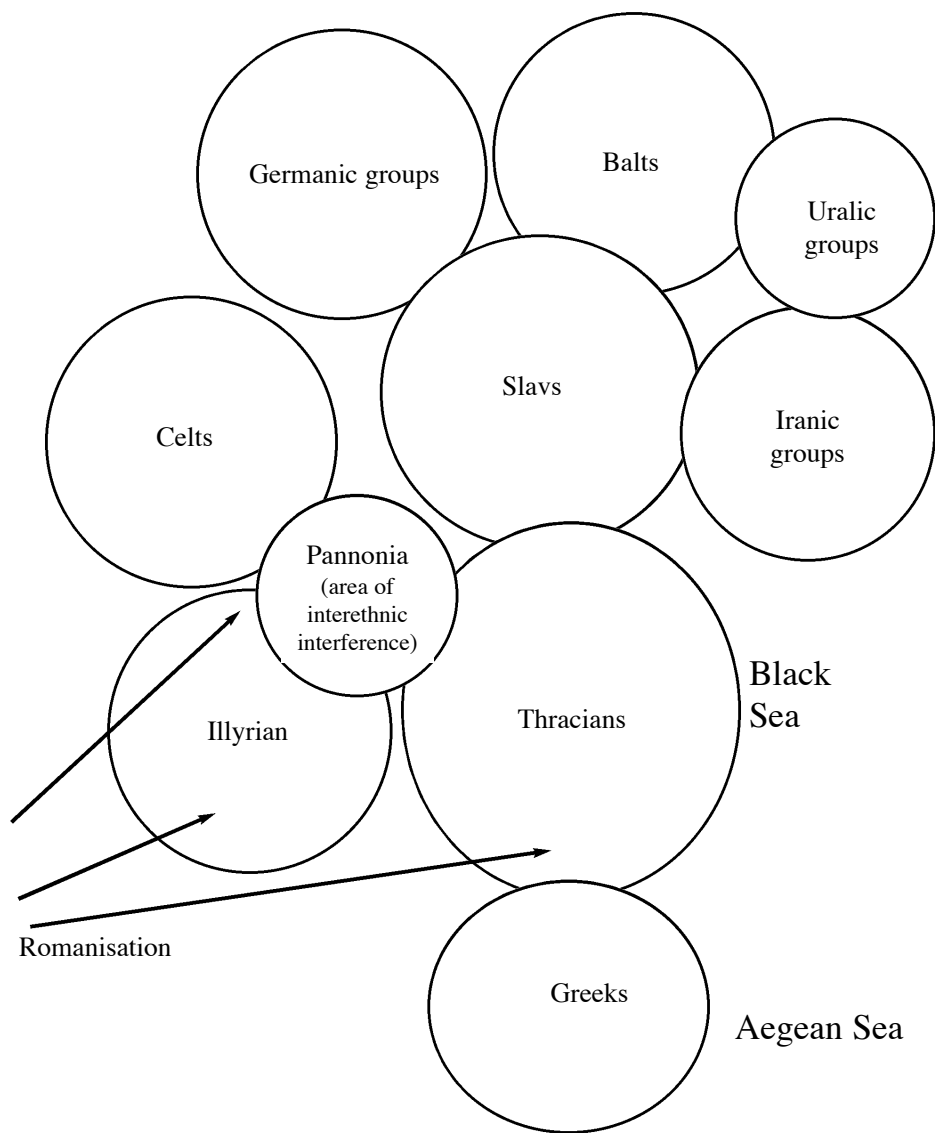 Balts
Germanic groups
Uralic
groups
Slavs
Iranic
groups
Celts
Pannonia
(area of
interethnic
interference)
Black
Sea
Thracians
Illyrian
Romanisation
Greeks
Aegean Sea